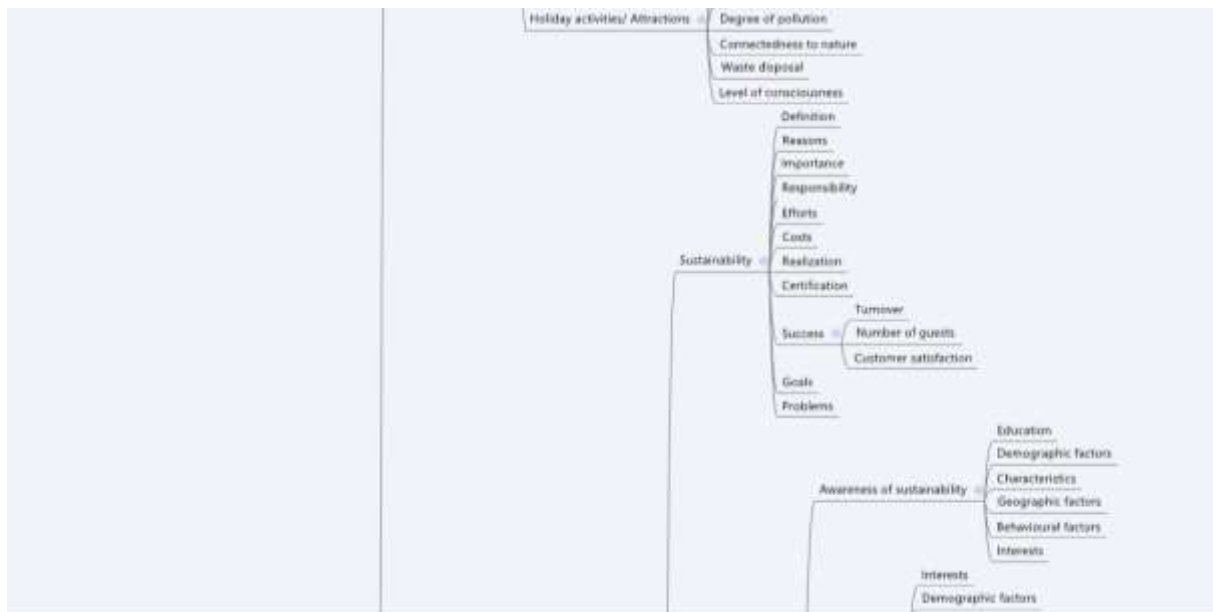 Holiday activities/ Attractions
Degree of pollution
Connectedness to nature
Waste disposal
Level of consciousness
Sustainability
Definition
Reasons
Importance
Responsibility
Efforts
Costs
Realization
Certification
Success
Turnover
Number of guests
Customer satisfaction
Goals
Problems
Awareness of sustainability
Education
Demographic factors
Characteristics
Geographic factors
Behavioural factors
Interests
Interests
Demographic factors